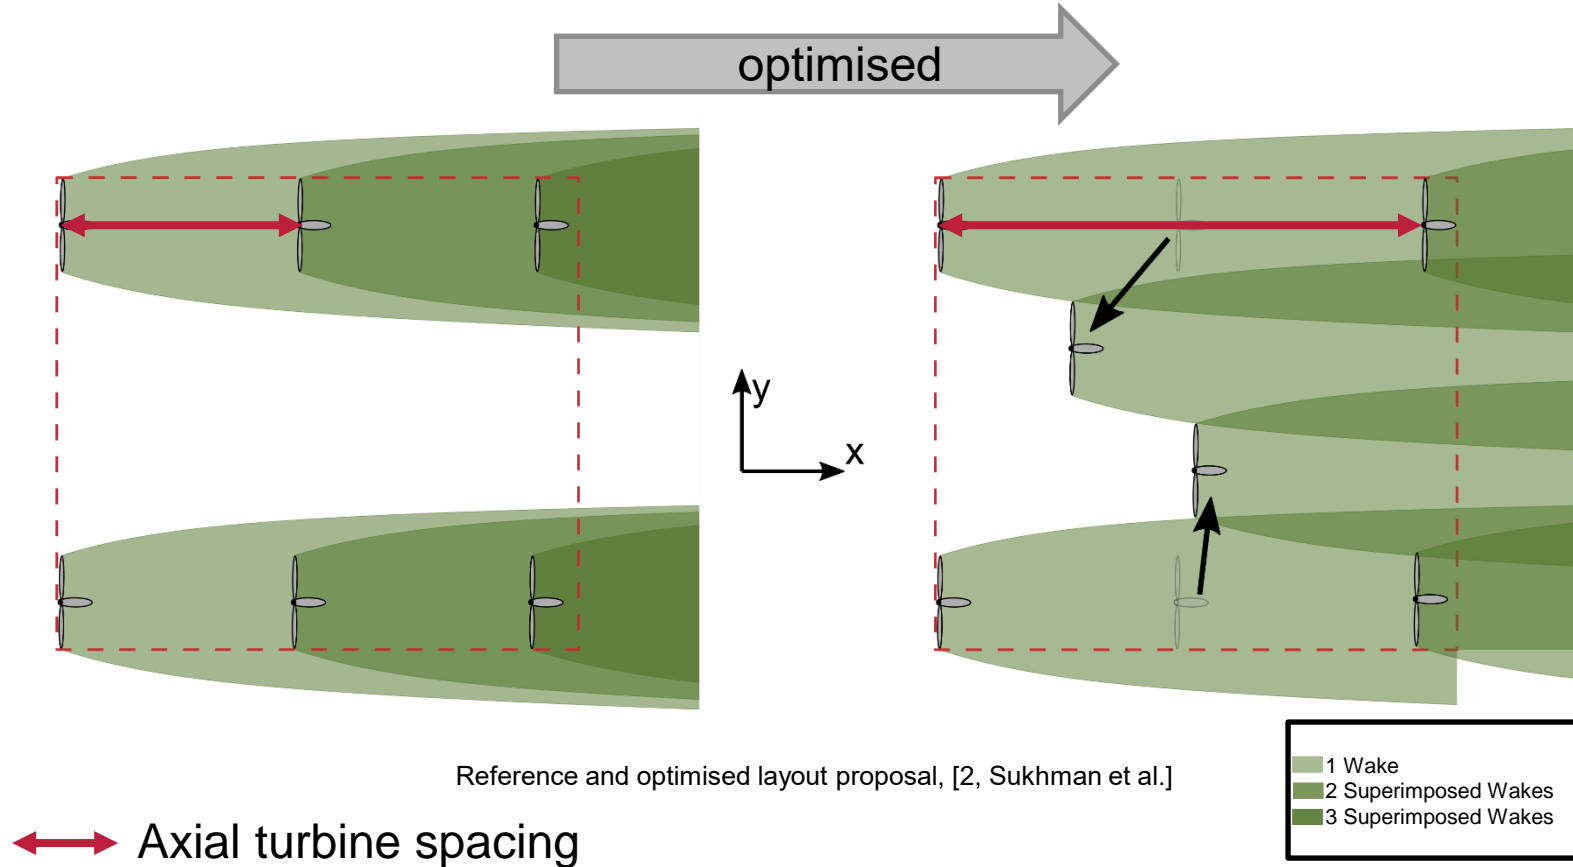 optimised
y
x
Reference and optimised layout proposal, [2, Sukhman et al.]
1 Wake
2 Superimposed Wakes
3 Superimposed Wakes
Axial turbine spacing